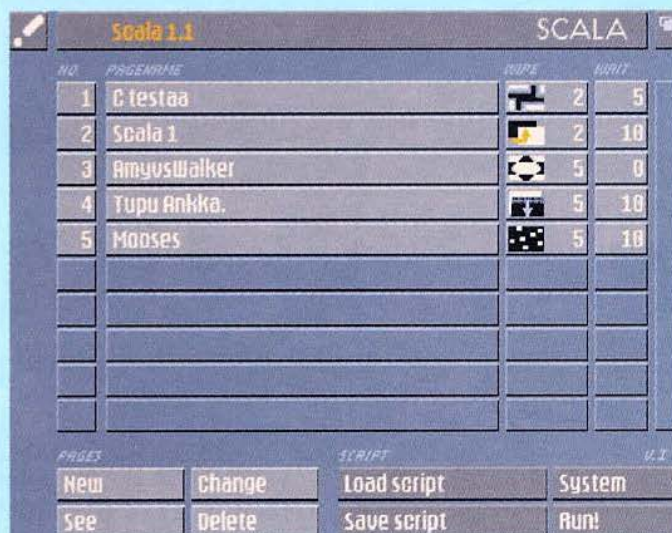 Scala 1.1 SCALA
NO. PAGENAME WIPE WAIT
1 C testaa 2 5
2 Scala 1 2 10
3 AmyvsWalker 5 0
4 Tupu Ankka. 5 10
5 Mooses 5 10
PAGES SCRIPT V.1
New Change Load script System
See Delete Save script Run!